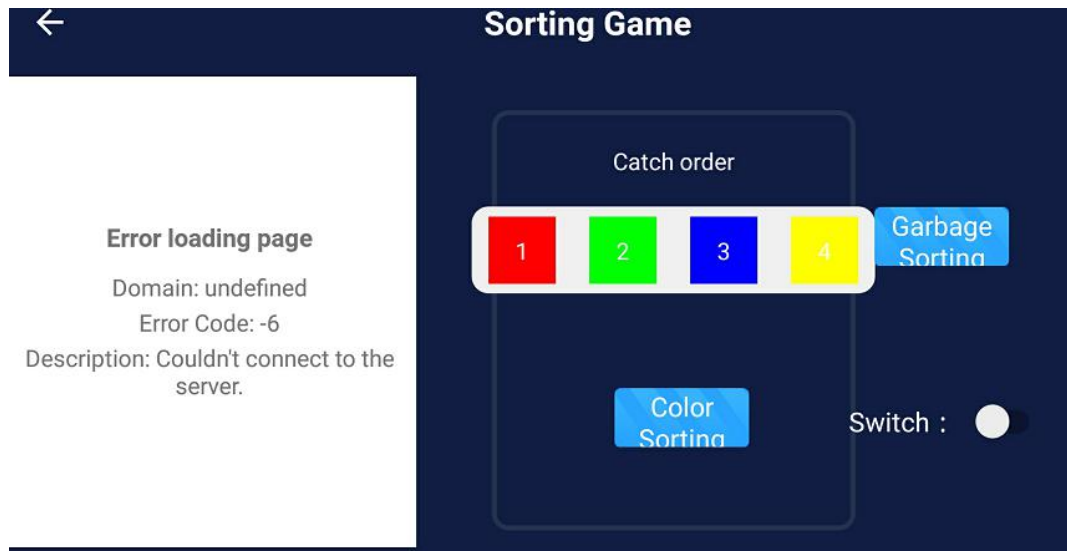 Sorting Game
Error loading page
Domain: undefined
Error Code: -6
Description: Couldn't connect to the
server.
Catch order
1 2 3 4
Garbage
Sorting
Color
Sorting
Switch :